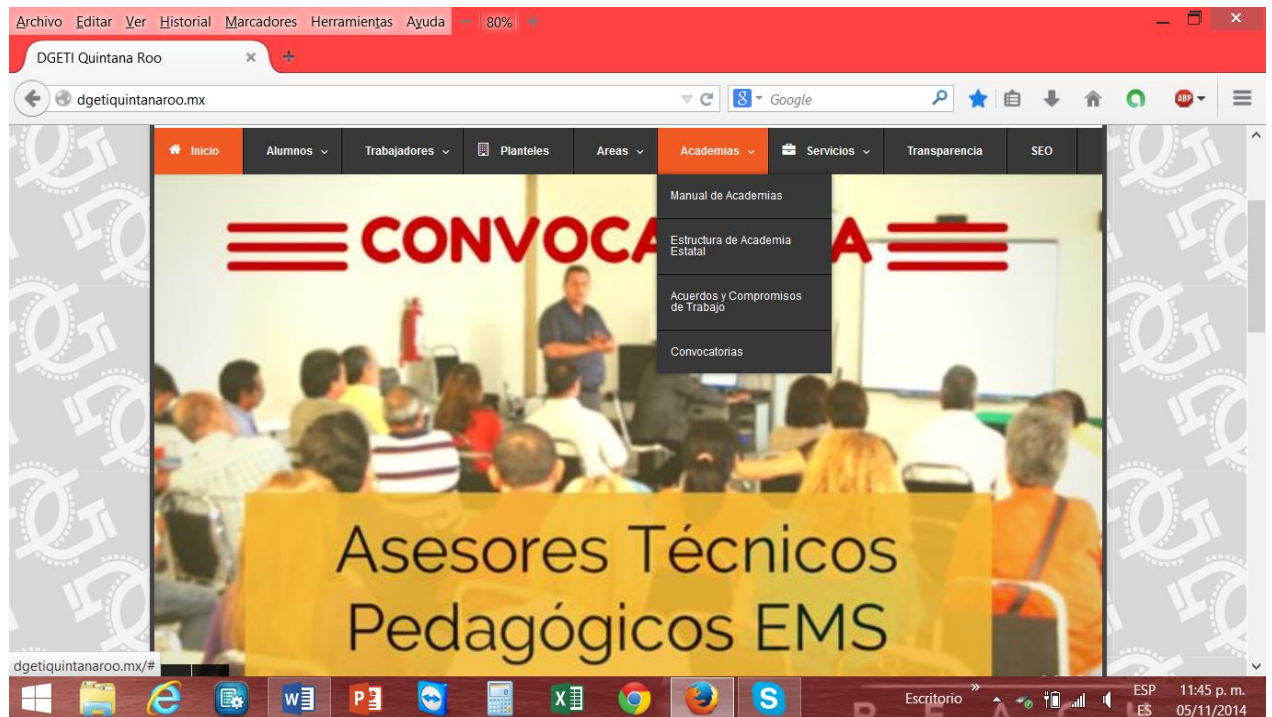 Archivo Editar Ver Historial Marcadores Herramientas Ayuda 80%
DGETI Quintana Roo
dgetiquintanaroo.mx
Google
ABP
Inicio Alumnos Trabajadores Planteles Areas Academias Servicios Transparencia SEO
Manual de Academias
Estructura de Academia
Estatal
Acuerdos y Compromisos
de Trabajo
Convocatorias
CONVOCA A
Asesores Técnicos
Pedagógicos EMS
dgetiquintanaroo.mx/#
Escritorio
ESP 11:45 p. m.
ES 05/11/2014